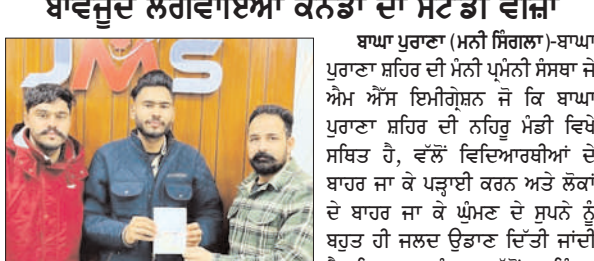 ਬਾਵਜੂਦ ਲਗਵਾਇਆ ਕੈਨੇਡਾ ਦਾ ਸਟੱਡੀ ਵੀਜ਼ਾ
JMS
ਬਾਘਾ ਪੁਰਾਣਾ (ਮਨੀ ਸਿੰਗਲਾ)-ਬਾਘਾ
ਪੁਰਾਣਾ ਸ਼ਹਿਰ ਦੀ ਮੰਨੀ ਪ੍ਰਮੰਨੀ ਸੰਸਥਾ ਜੇ
ਐਮ ਐੱਸ ਇਮੀਗ੍ਰੇਸ਼ਨ ਜੋ ਕਿ ਬਾਘਾ
ਪੁਰਾਣਾ ਸ਼ਹਿਰ ਦੀ ਨਹਿਰੂ ਮੰਡੀ ਵਿਖੇ
ਸਥਿਤ ਹੈ, ਵੱਲੋਂ ਵਿਦਿਆਰਥੀਆਂ ਦੇ
ਬਾਹਰ ਜਾ ਕੇ ਪੜ੍ਹਾਈ ਕਰਨ ਅਤੇ ਲੋਕਾਂ
ਦੇ ਬਾਹਰ ਜਾ ਕੇ ਘੁੰਮਣ ਦੇ ਸੁਪਨੇ ਨੂੰ
ਬਹੁਤ ਹੀ ਜਲਦ ਉਡਾਣ ਦਿੱਤੀ ਜਾਂਦੀ